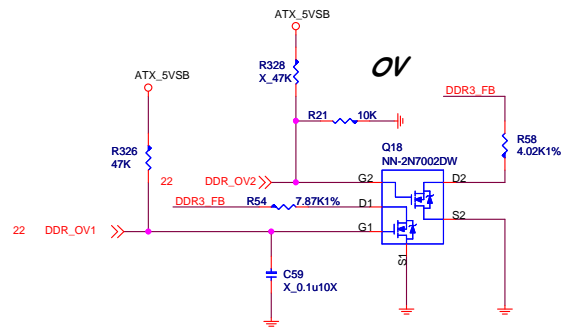 ATX_5VSB
R328
X_47K
OV
ATX_5VSB
DDR3_FB
R21 10K
R326
47K
Q18
NN-2N7002DW
R58
4.02K1%
22 DDR_OV2
G2
D2
DDR3_FB R54 7.87K1%
D1
S2
22 DDR_OV1
G1
S1
C59
X_0.1u10X